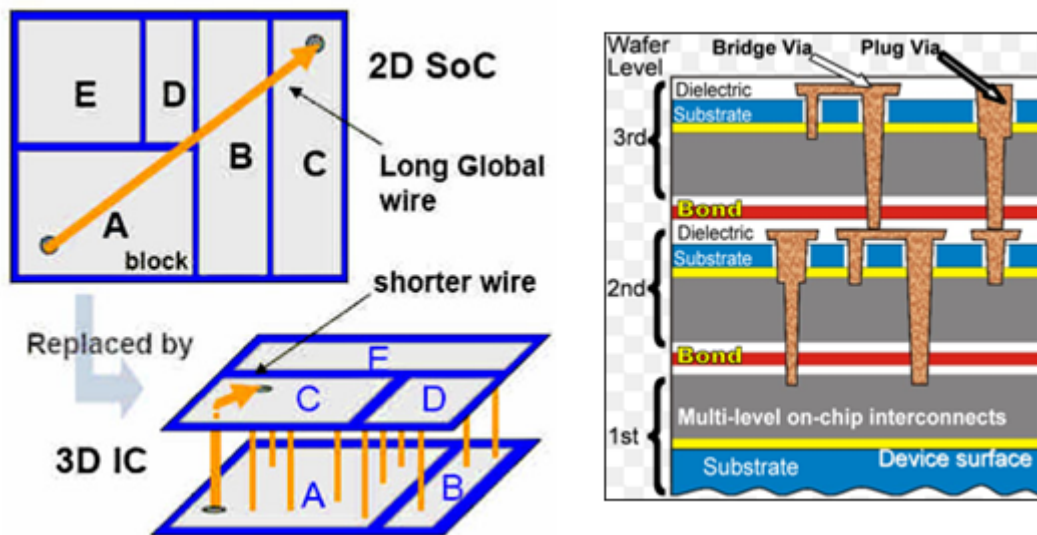 2D SoC
E
D
B
C
A
block
Long Global
wire
shorter wire
Replaced by
3D IC
E
C
D
A
B
Wafer
Level
Bridge Via
Plug Via
Dielectric
Substrate
3rd
Bond
Dielectric
Substrate
2nd
Bond
Multi-level on-chip interconnects
1st
Device surface
Substrate